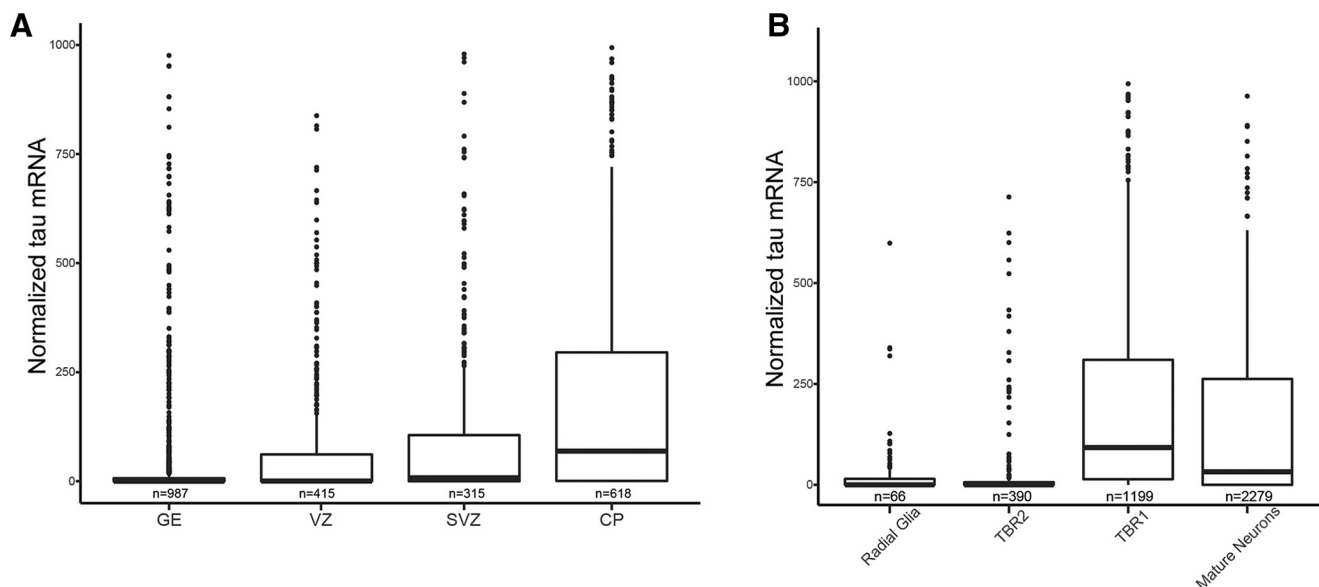 A
Normalized tau mRNA
1000
750
500
250
0
n=987
n=415
n=315
n=618
GE
VZ
SVZ
CP
B
Normalized tau mRNA
1000
750
500
250
0
n=66
n=390
n=1199
n=2279
Radial Glia
TBR2
TBR1
Mature Neurons